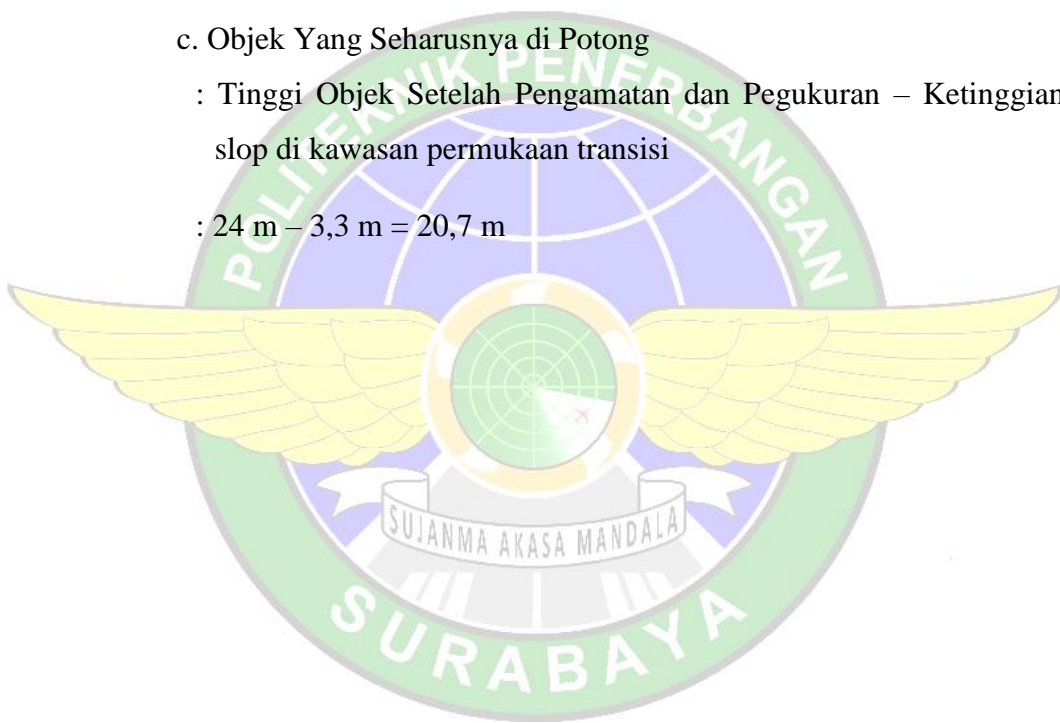 c. Objek Yang Seharusnya di Potong
: Tinggi Objek Setelah Pengamatan dan Pegukuran – Ketinggian
slop di kawasan permukaan transisi
: 24 m – 3,3 m = 20,7 m
POLITEKNIK PENERBANGAN
SUJANMA AKASA MANDALA
SURABAYA